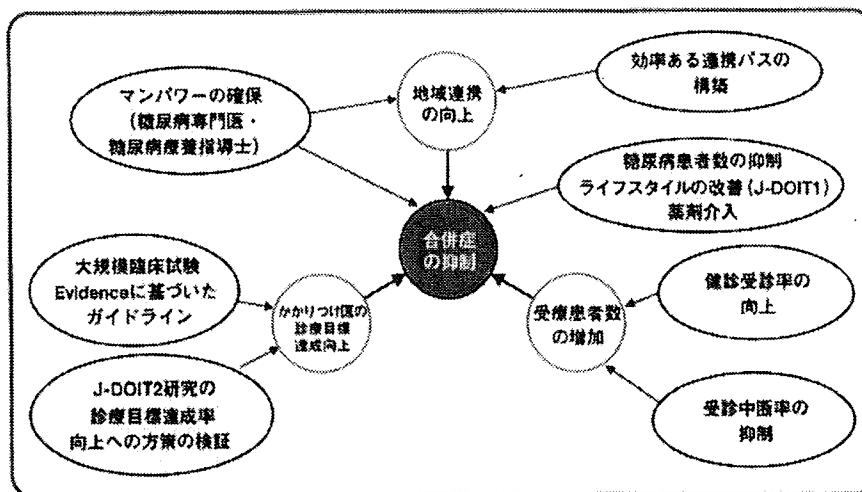 効率ある連携パスの
構築
マンパワーの確保
(糖尿病専門医・
糖尿病療養指導士)
地域連携
の向上
糖尿病患者数の抑制
ライフスタイルの改善(J-DOIT1)
薬剤介入
合併症
の抑制
大規模臨床試験
Evidenceに基づいた
ガイドライン
かかりつけ医の
診療目標
達成向上
受療患者数
の増加
健診受診率の
向上
J-DOIT2研究の
診療目標達成率
向上への方策の検証
受診中断率の
抑制